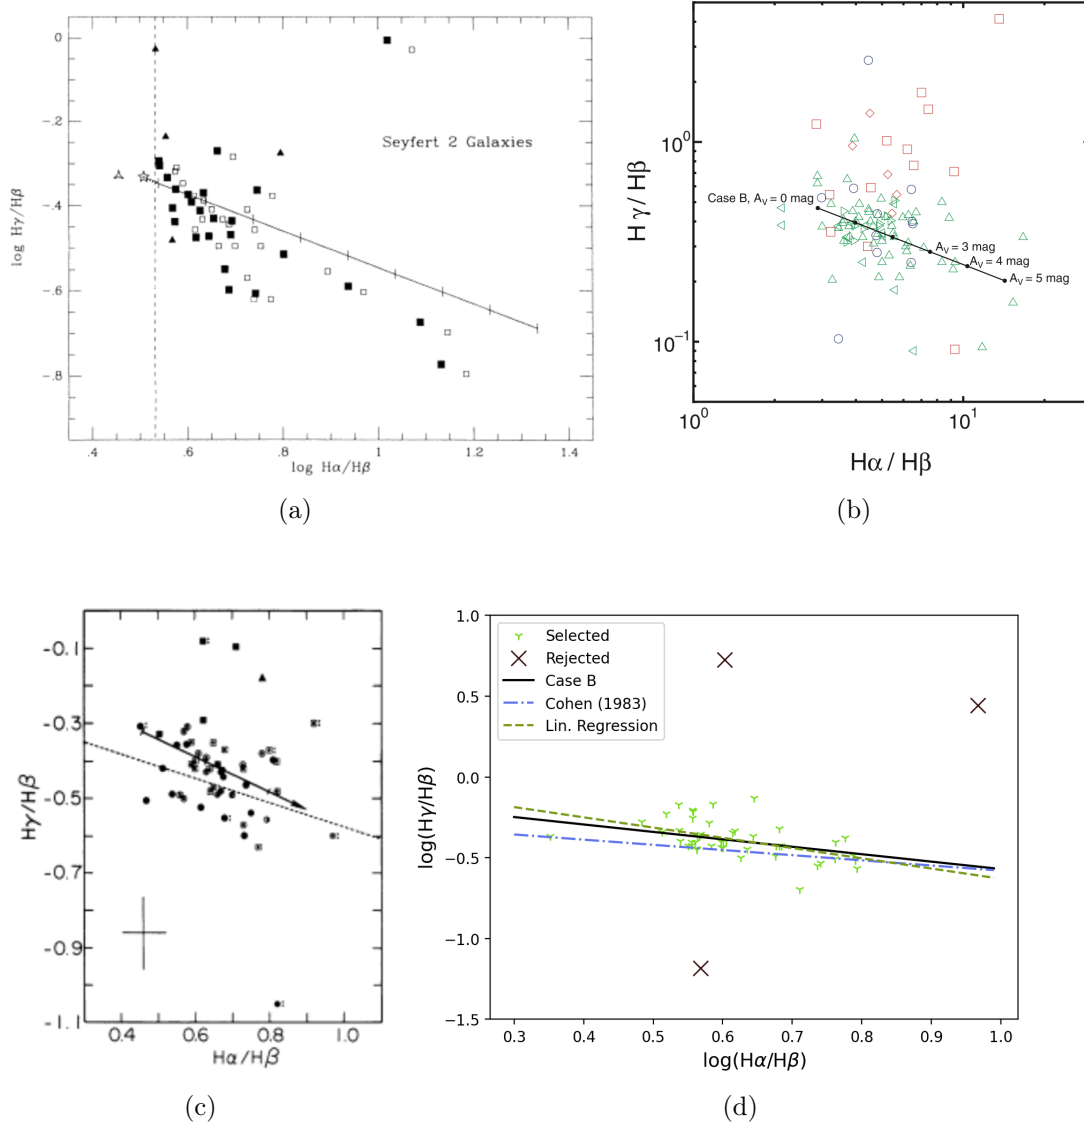 0
-.2
-.4
-.6
-.8
log Hγ/Hβ
Seyfert 2 Galaxies
.4 .6 .8 1 1.2 1.4
log Hα/Hβ
(a)
10⁰
10⁻¹
H γ / Hβ
Case B, Aᵥ = 0 mag
Aᵥ = 3 mag
Aᵥ = 4 mag
Aᵥ = 5 mag
10⁰ 10¹
Hα / Hβ
(b)
-0.1
-0.3
-0.5
-0.7
-0.9
-1.1
Hγ/Hβ
0.4 0.6 0.8 1.0
Hα/Hβ
(c)
1.0
0.5
0.0
−0.5
−1.0
−1.5
log(Hγ/Hβ)
Selected
Rejected
Case B
Cohen (1983)
Lin. Regression
0.3 0.4 0.5 0.6 0.7 0.8 0.9 1.0
log(Hα/Hβ)
(d)